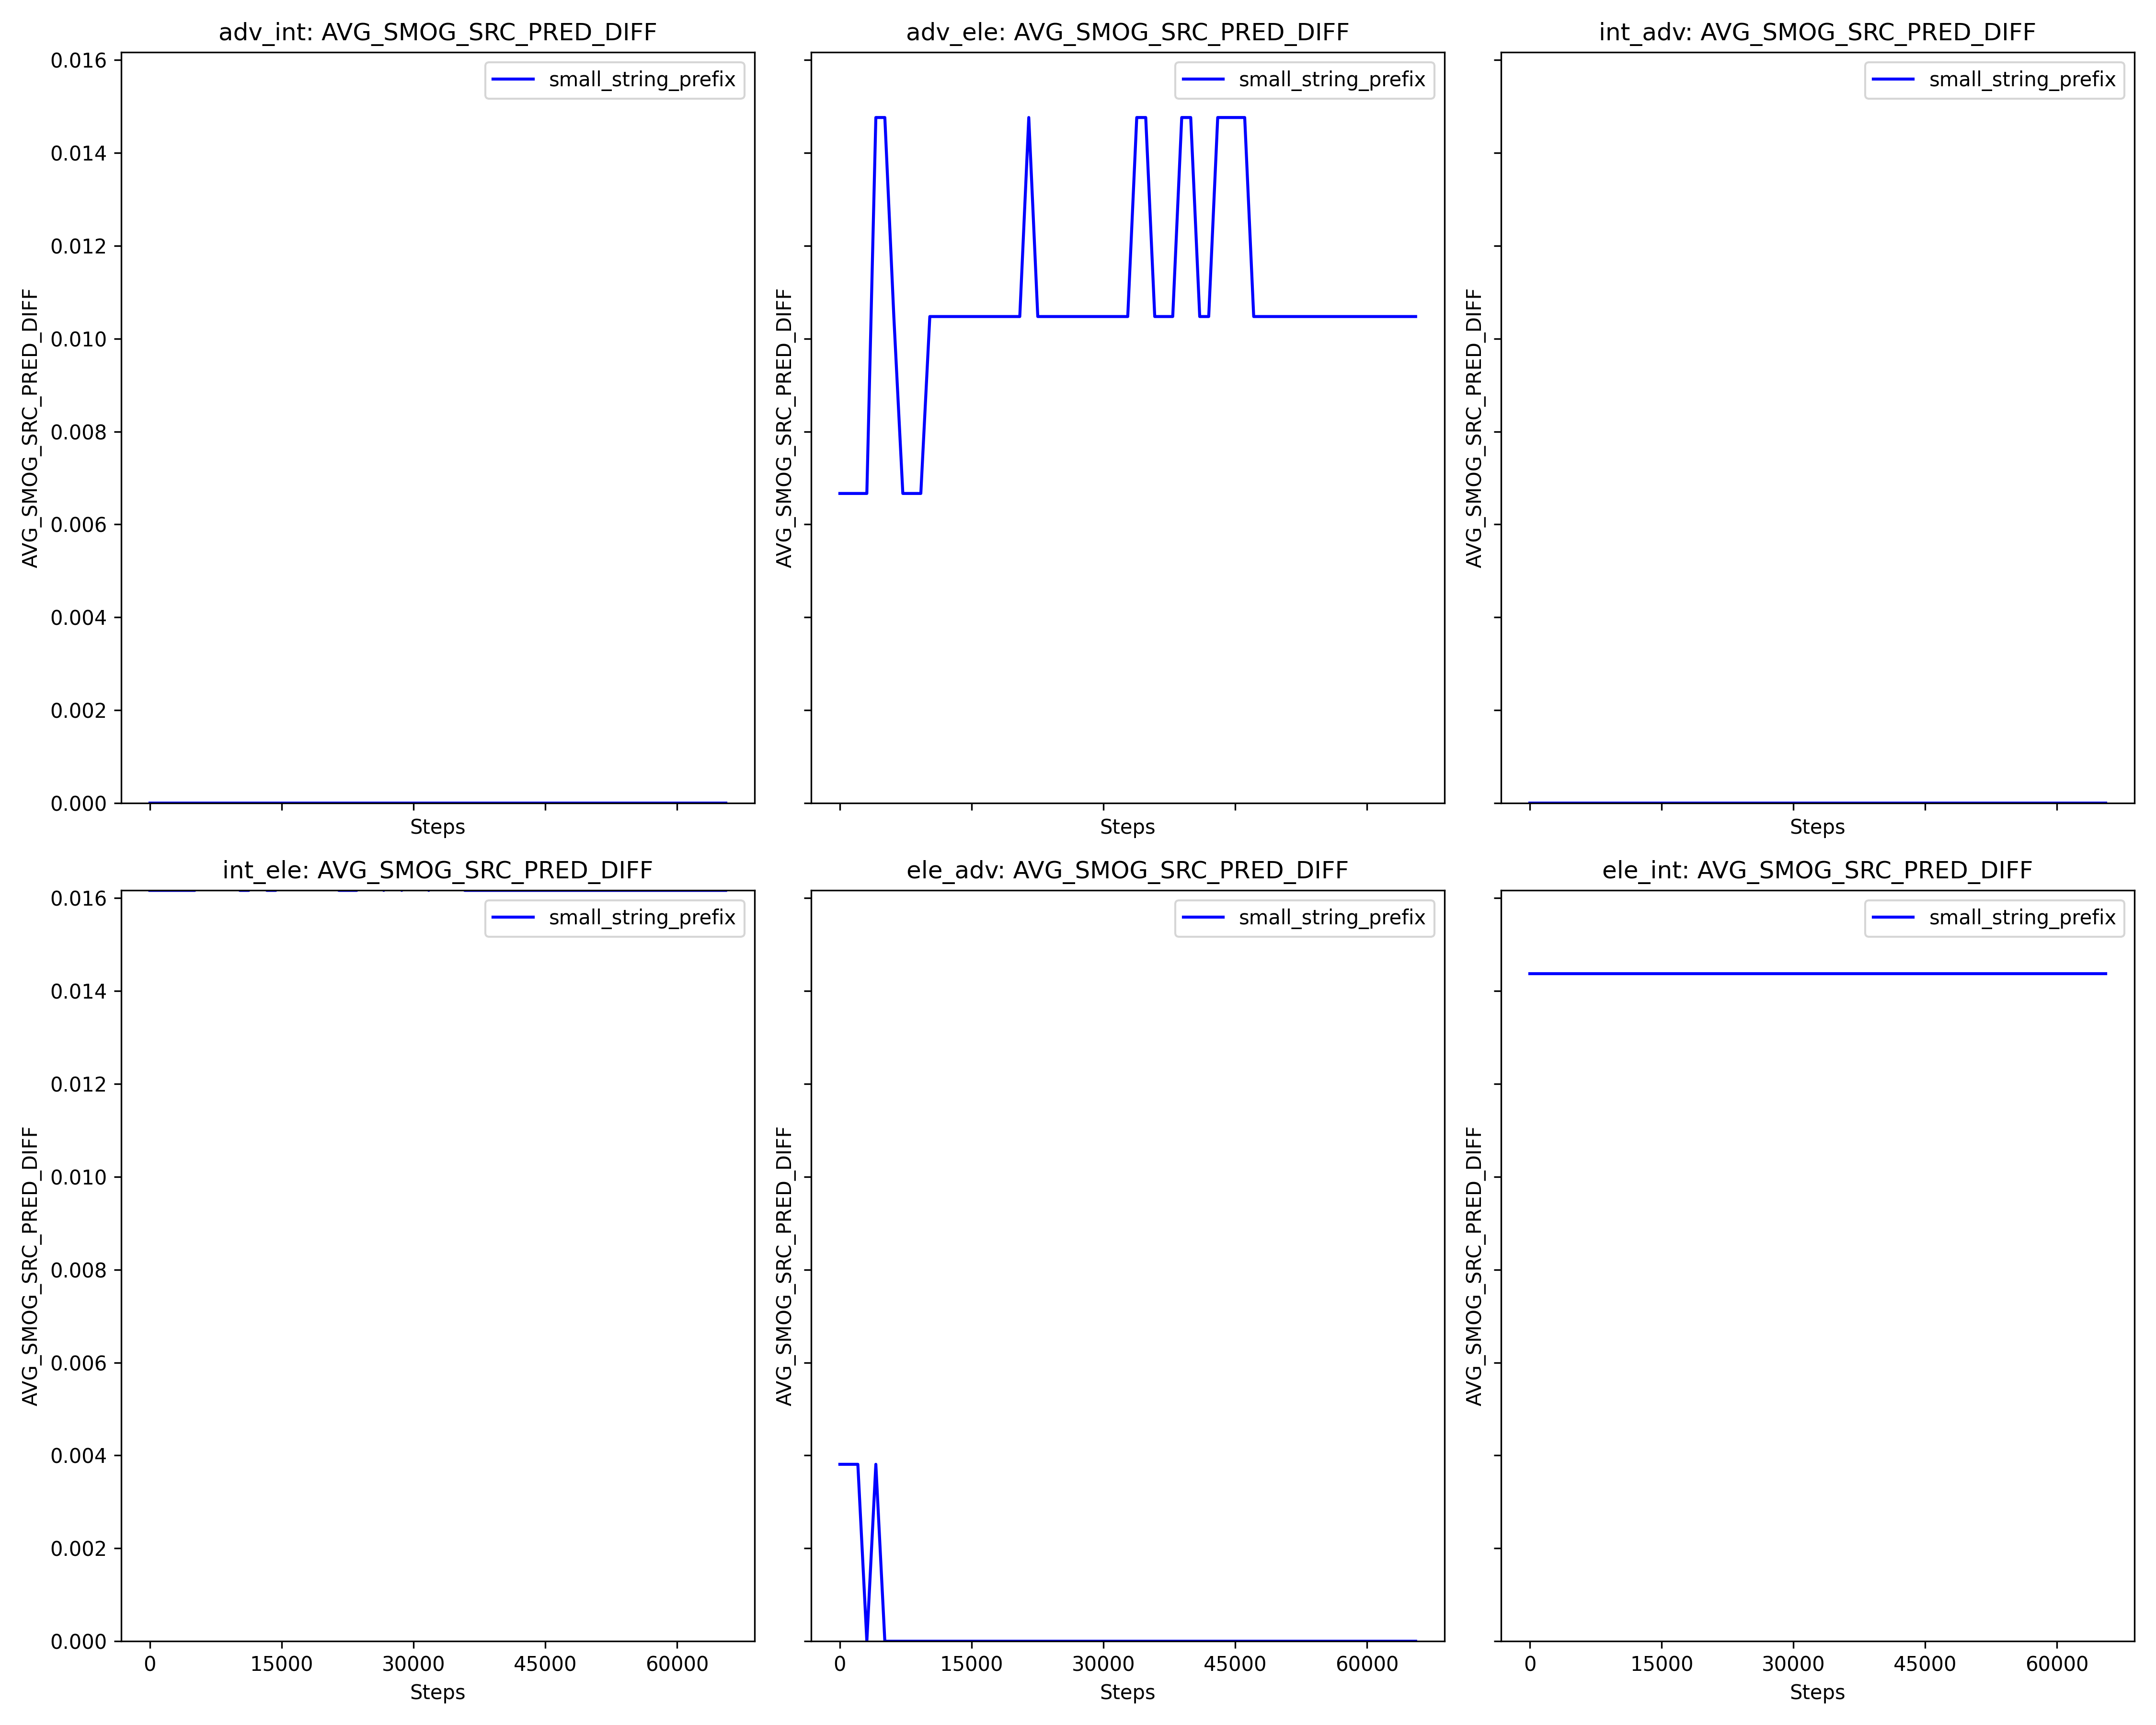 adv_int: AVG_SMOG_SRC_PRED_DIFF
adv_ele: AVG_SMOG_SRC_PRED_DIFF
int_adv: AVG_SMOG_SRC_PRED_DIFF
small_string_prefix
small_string_prefix
small_string_prefix
AVG_SMOG_SRC_PRED_DIFF
0.016
0.014
0.012
0.010
0.008
0.006
0.004
0.002
0.000
AVG_SMOG_SRC_PRED_DIFF
AVG_SMOG_SRC_PRED_DIFF
Steps
Steps
Steps
int_ele: AVG_SMOG_SRC_PRED_DIFF
ele_adv: AVG_SMOG_SRC_PRED_DIFF
ele_int: AVG_SMOG_SRC_PRED_DIFF
small_string_prefix
small_string_prefix
small_string_prefix
AVG_SMOG_SRC_PRED_DIFF
0.016
0.014
0.012
0.010
0.008
0.006
0.004
0.002
0.000
AVG_SMOG_SRC_PRED_DIFF
AVG_SMOG_SRC_PRED_DIFF
0 15000 30000 45000 60000
0 15000 30000 45000 60000
0 15000 30000 45000 60000
Steps
Steps
Steps